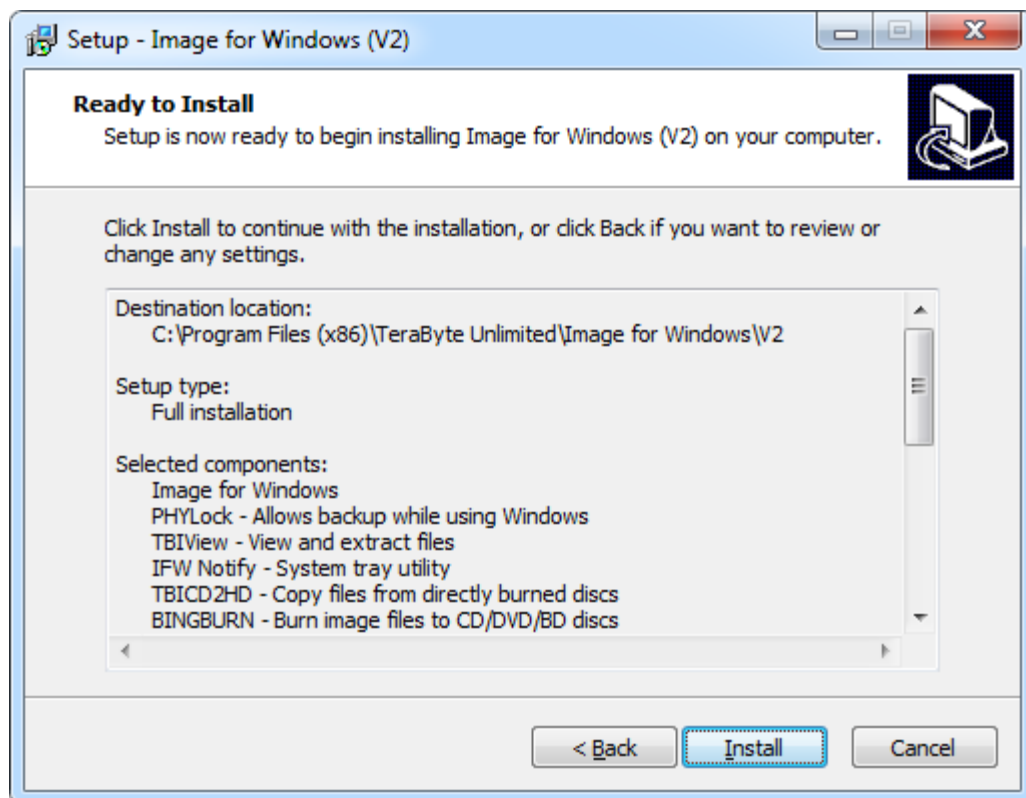 Setup - Image for Windows (V2)
Ready to Install
Setup is now ready to begin installing Image for Windows (V2) on your computer.
Click Install to continue with the installation, or click Back if you want to review or
change any settings.
Destination location:
C:\Program Files (x86)\TeraByte Unlimited\Image for Windows\V2
Setup type:
Full installation
Selected components:
Image for Windows
PHYLock - Allows backup while using Windows
TBIView - View and extract files
IFW Notify - System tray utility
TBICD2HD - Copy files from directly burned discs
BINGBURN - Burn image files to CD/DVD/BD discs
< Back
Install
Cancel